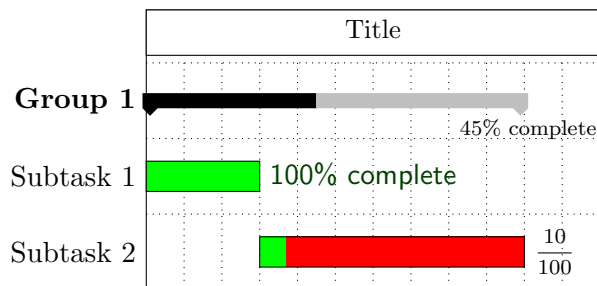 Title
Group 1
45% complete
Subtask 1 100% complete
Subtask 2 10/100